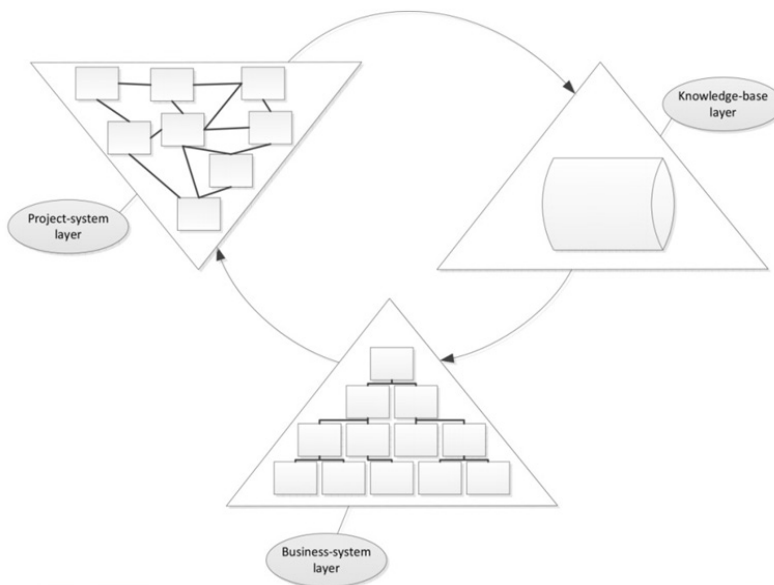 Knowledge-base
layer
Project-system
layer
Business-system
layer